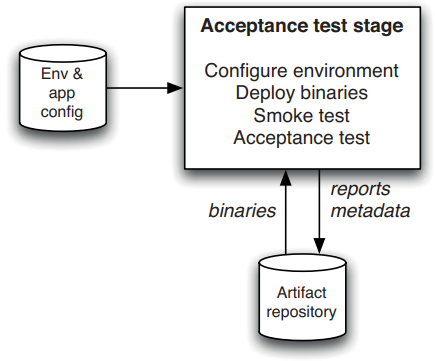 Acceptance test stage
Configure environment
Deploy binaries
Smoke test
Acceptance test
Env &
app
config
binaries
reports
metadata
Artifact
repository